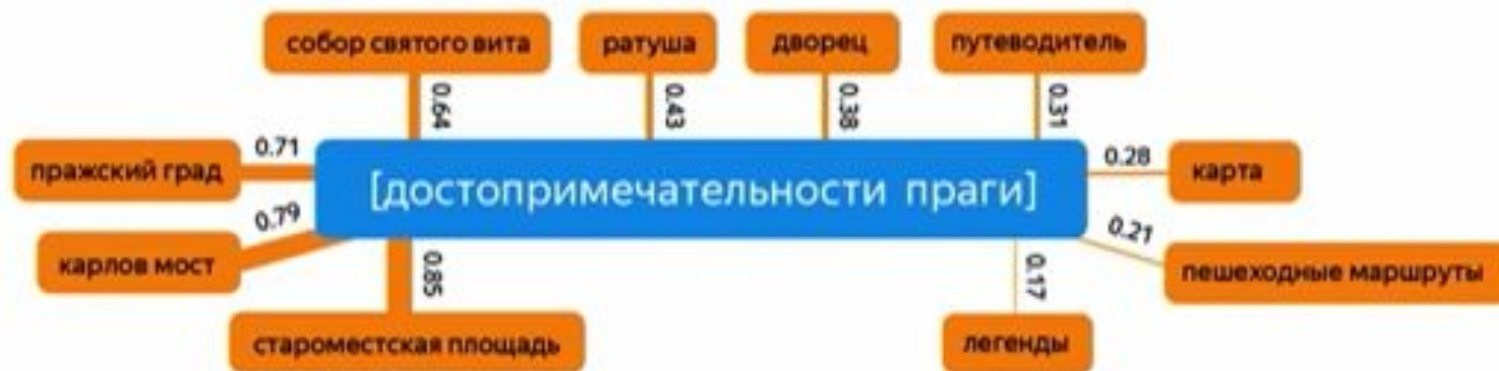 собор святого вита
ратуша
дворец
путеводитель
0.64
0.43
0.38
0.31
пражский град
0.71
[достопримечательности праги]
0.28
карта
карлов мост
0.79
0.21
пешеходные маршруты
0.85
0.17
староместская площадь
легенды